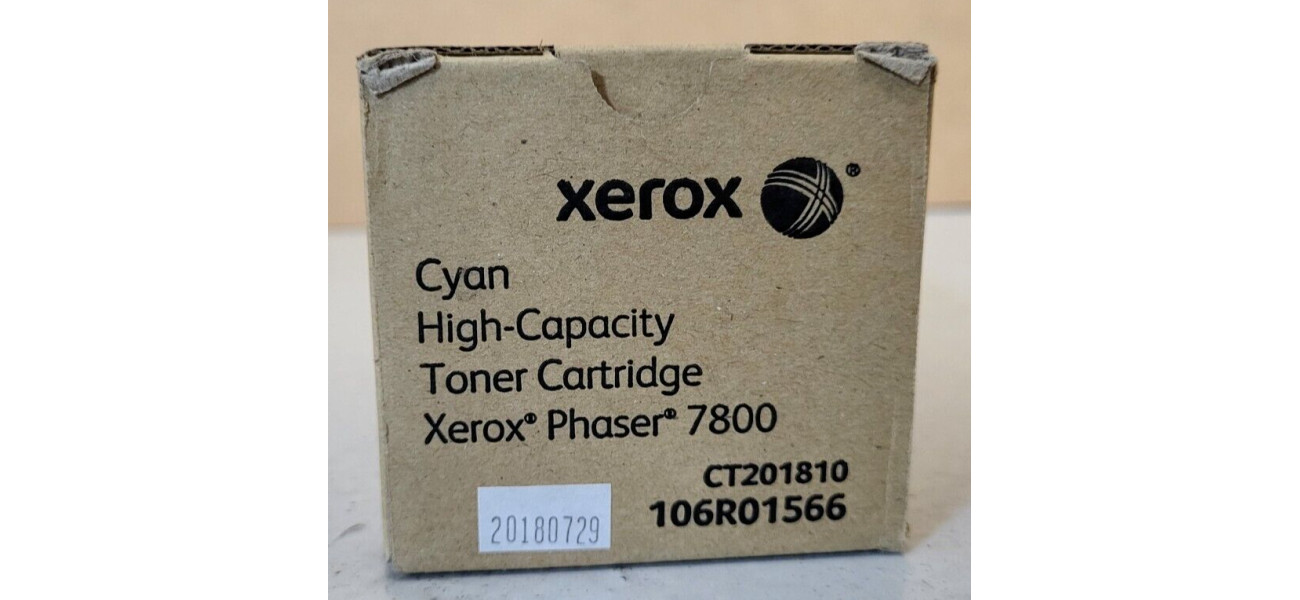 xerox®
Cyan
High-Capacity
Toner Cartridge
Xerox® Phaser® 7800
CT201810
106R01566
20180729